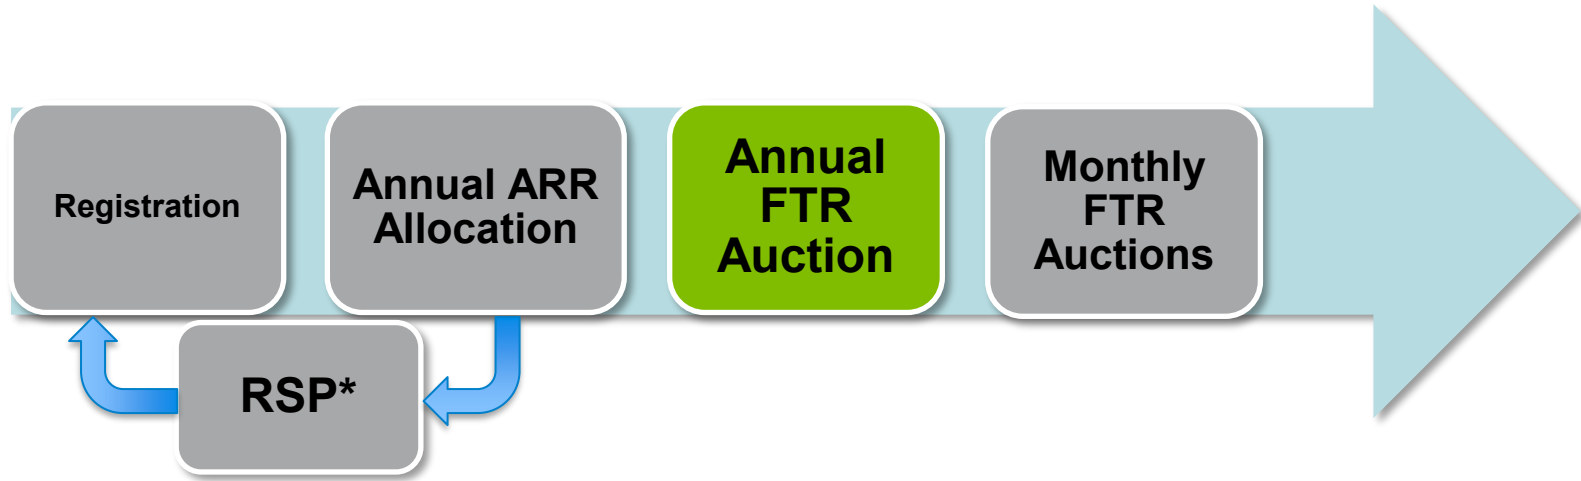 Registration
Annual ARR
Allocation
Annual
FTR
Auction
Monthly
FTR
Auctions
RSP*